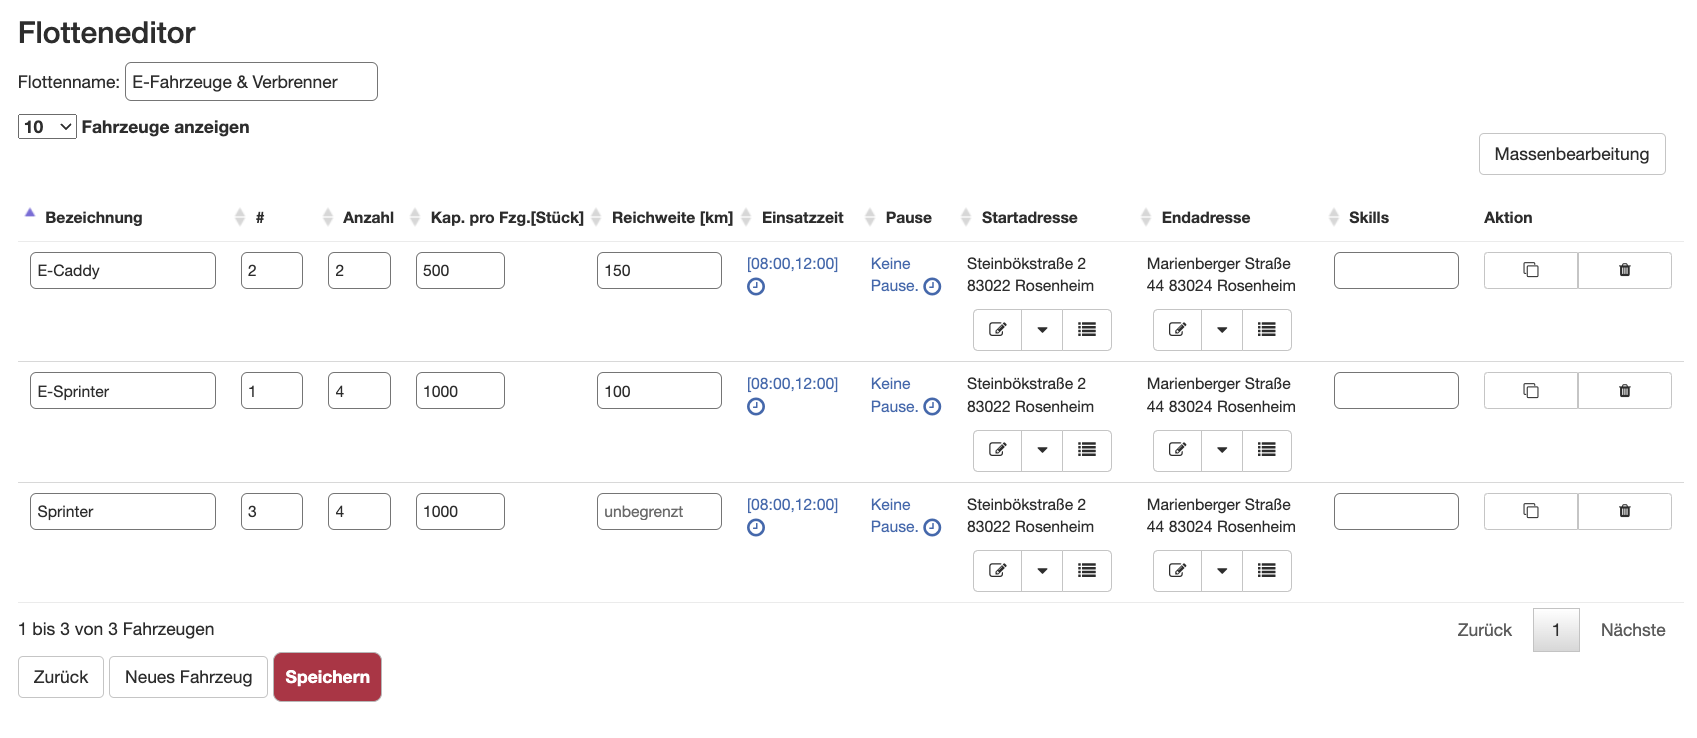 Flotteneditor
Flottenname: E-Fahrzeuge & Verbrenner
10 Fahrzeuge anzeigen
Massenbearbeitung
Bezeichnung # Anzahl Kap. pro Fzg.[Stück] Reichweite [km] Einsatzzeit Pause Startadresse Endadresse Skills Aktion
E-Caddy 2 2 500 150 [08:00,12:00] Keine Steinbökstraße 2 Marienberger Straße
Pause. 83022 Rosenheim 44 83024 Rosenheim
E-Sprinter 1 4 1000 100 [08:00,12:00] Keine Steinbökstraße 2 Marienberger Straße
Pause. 83022 Rosenheim 44 83024 Rosenheim
Sprinter 3 4 1000 unbegrenzt [08:00,12:00] Keine Steinbökstraße 2 Marienberger Straße
Pause. 83022 Rosenheim 44 83024 Rosenheim
1 bis 3 von 3 Fahrzeugen Zurück 1 Nächste
Zurück Neues Fahrzeug Speichern